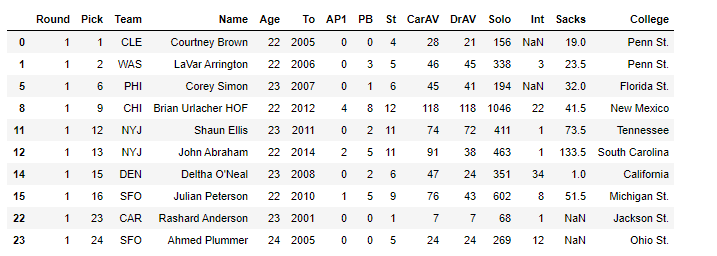 Round Pick Team Name Age To AP1 PB St CarAV DrAV Solo Int Sacks College
0 1 1 CLE Courtney Brown 22 2005 0 0 4 28 21 156 NaN 19.0 Penn St.
1 1 2 WAS LaVar Arrington 22 2006 0 3 5 46 45 338 3 23.5 Penn St.
5 1 6 PHI Corey Simon 23 2007 0 1 6 45 41 194 NaN 32.0 Florida St.
8 1 9 CHI Brian Urlacher HOF 22 2012 4 8 12 118 118 1046 22 41.5 New Mexico
11 1 12 NYJ Shaun Ellis 23 2011 0 2 11 74 72 411 1 73.5 Tennessee
12 1 13 NYJ John Abraham 22 2014 2 5 11 91 38 463 1 133.5 South Carolina
14 1 15 DEN Deltha O'Neal 23 2008 0 2 6 47 24 351 34 1.0 California
15 1 16 SFO Julian Peterson 22 2010 1 5 9 76 43 602 8 51.5 Michigan St.
22 1 23 CAR Rashard Anderson 23 2001 0 0 1 7 7 68 1 NaN Jackson St.
23 1 24 SFO Ahmed Plummer 24 2005 0 0 5 24 24 269 12 NaN Ohio St.